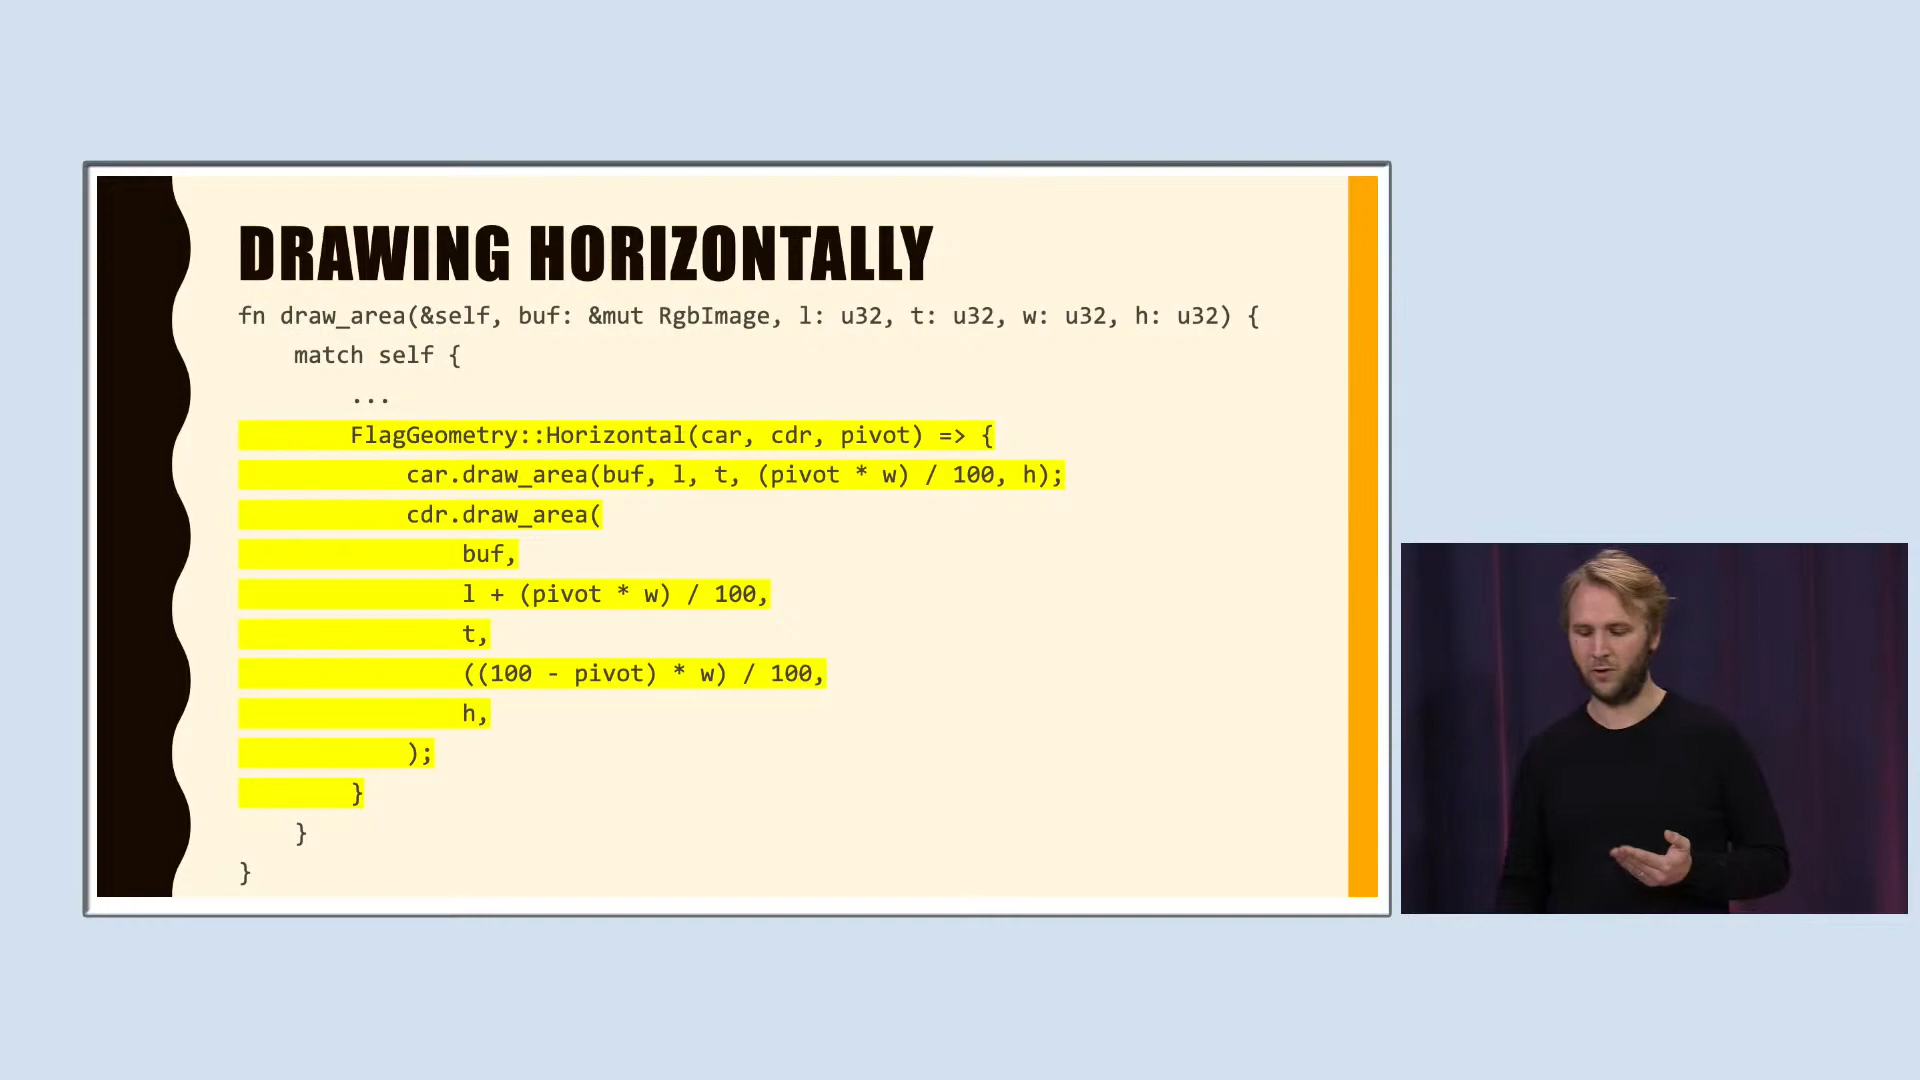 DRAWING HORIZONTALLY
fn draw_area(&self, buf: &mut RgbImage, l: u32, t: u32, w: u32, h: u32) {
    match self {
        ...
        FlagGeometry::Horizontal(car, cdr, pivot) => {
            car.draw_area(buf, l, t, (pivot * w) / 100, h);
            cdr.draw_area(
                buf,
                l + (pivot * w) / 100,
                t,
                ((100 - pivot) * w) / 100,
                h,
            );
        }
    }
}